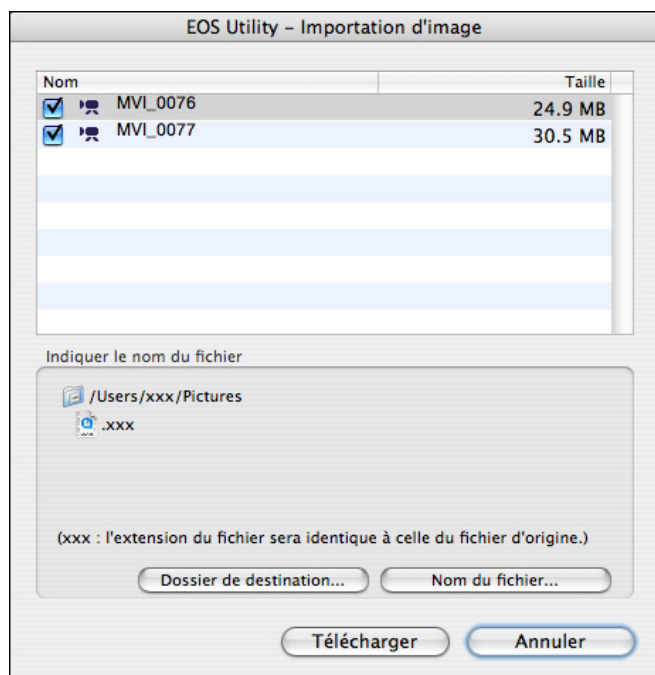 EOS Utility – Importation d'image
Nom Taille
MVI_0076 24.9 MB
MVI_0077 30.5 MB
Indiquer le nom du fichier
/Users/xxx/Pictures
.xxx
(xxx : l'extension du fichier sera identique à celle du fichier d'origine.)
Dossier de destination... Nom du fichier...
Télécharger Annuler